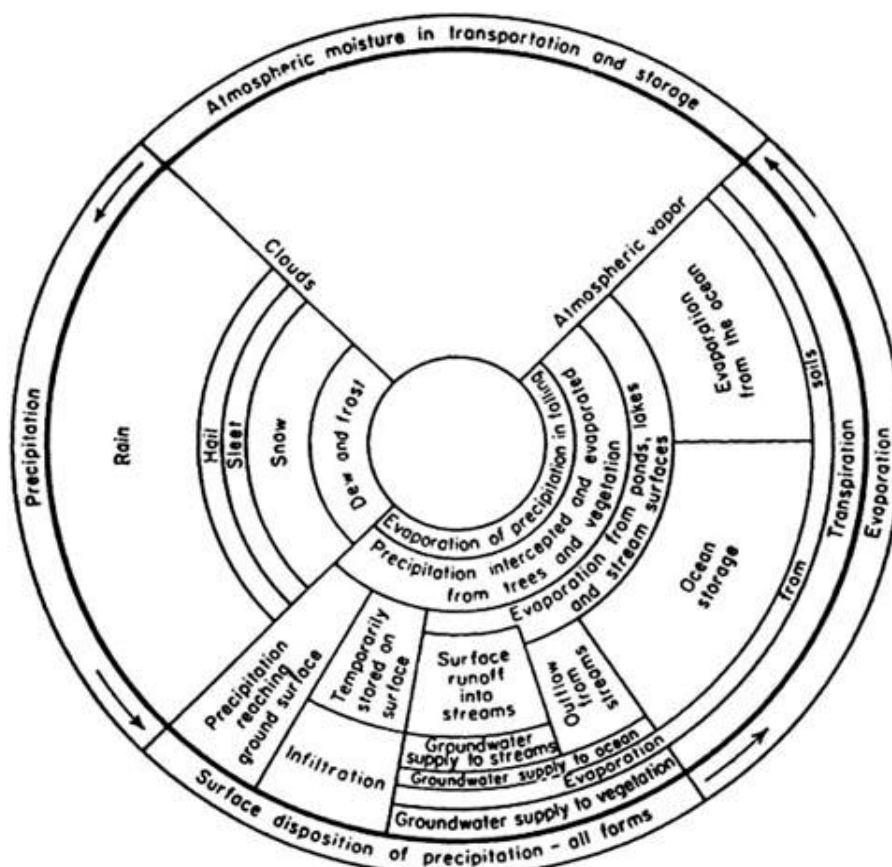 Atmospheric moisture in transportation and storage
Clouds
Atmospheric vapor
Precipitation
Rain
Hail
Sleet
Snow
Dew and frost
Evaporation of precipitation in falling
Precipitation intercepted and evaporated
from trees and vegetation
Evaporation from ponds, lakes
and stream surfaces
Evaporation
from the ocean
Ocean
storage
Evaporation from soils
Transpiration
Evaporation
Precipitation
reaching
ground surface
Temporarily
stored on
surface
Infiltration
Surface
runoff
into
streams
Outflow
from
streams
Groundwater
supply to streams
Groundwater supply to ocean
Groundwater supply to vegetation
Surface disposition of precipitation - all forms